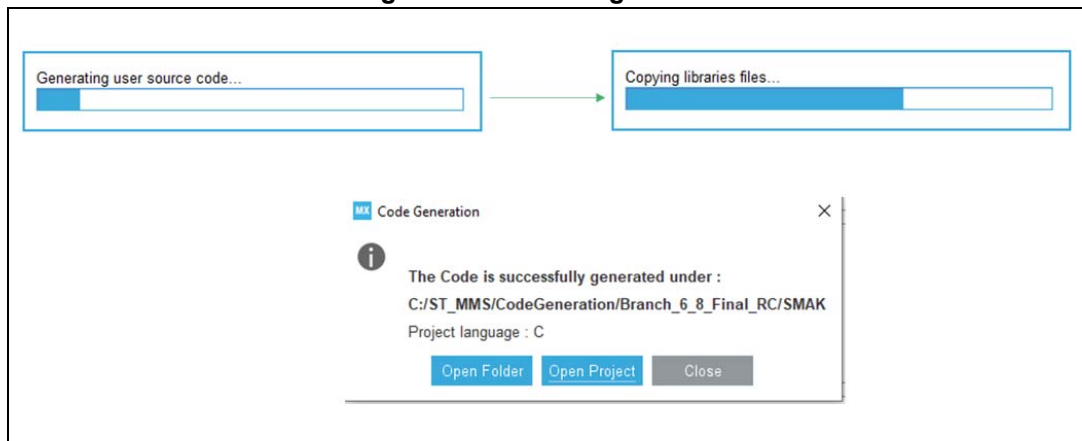 Generating user source code...
Copying libraries files...
MX Code Generation
The Code is successfully generated under :
C:/ST_MMS/CodeGeneration/Branch_6_8_Final_RC/SMAK
Project language : C
Open Folder Open Project Close